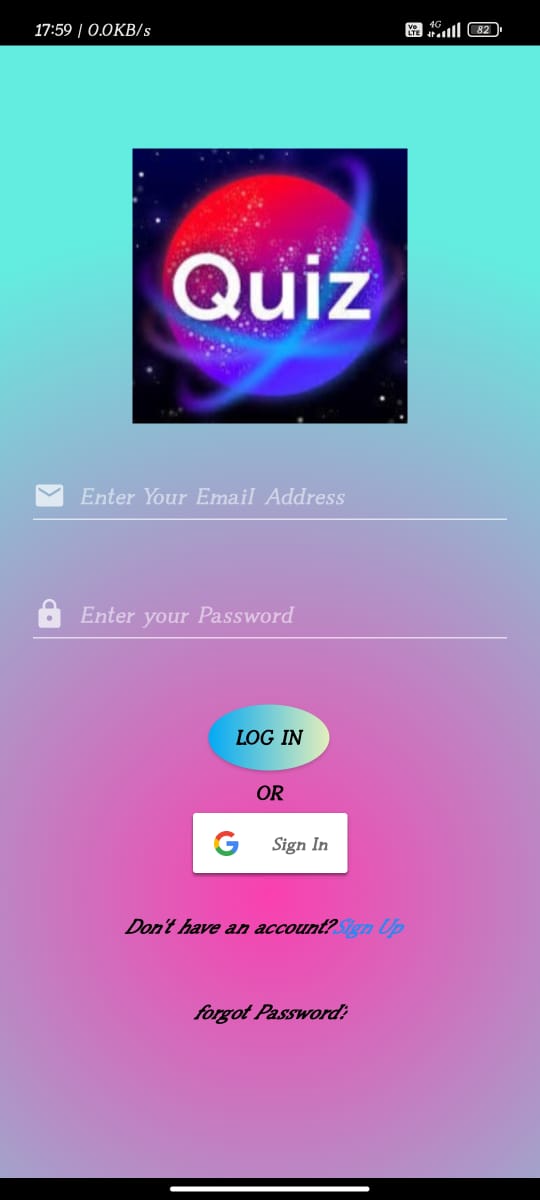 17:59 | 0.0KB/s Vo LTE 4G 82
Quiz
Enter Your Email Address
Enter your Password
LOG IN
OR
G Sign In
Don't have an account?Sign Up
forgot Password?